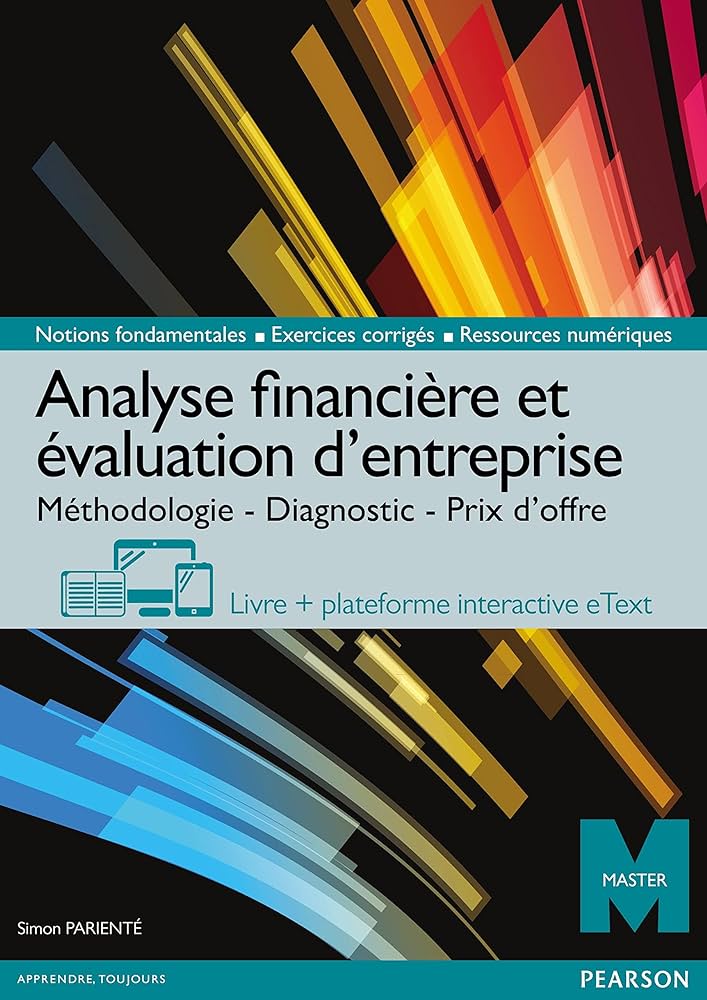 Notions fondamentales ■ Exercices corrigés ■ Ressources numériques
Analyse financière et
évaluation d'entreprise
Méthodologie - Diagnostic - Prix d'offre
Livre + plateforme interactive eText
M
MASTER
Simon PARIENTÉ
APPRENDRE, TOUJOURS
PEARSON